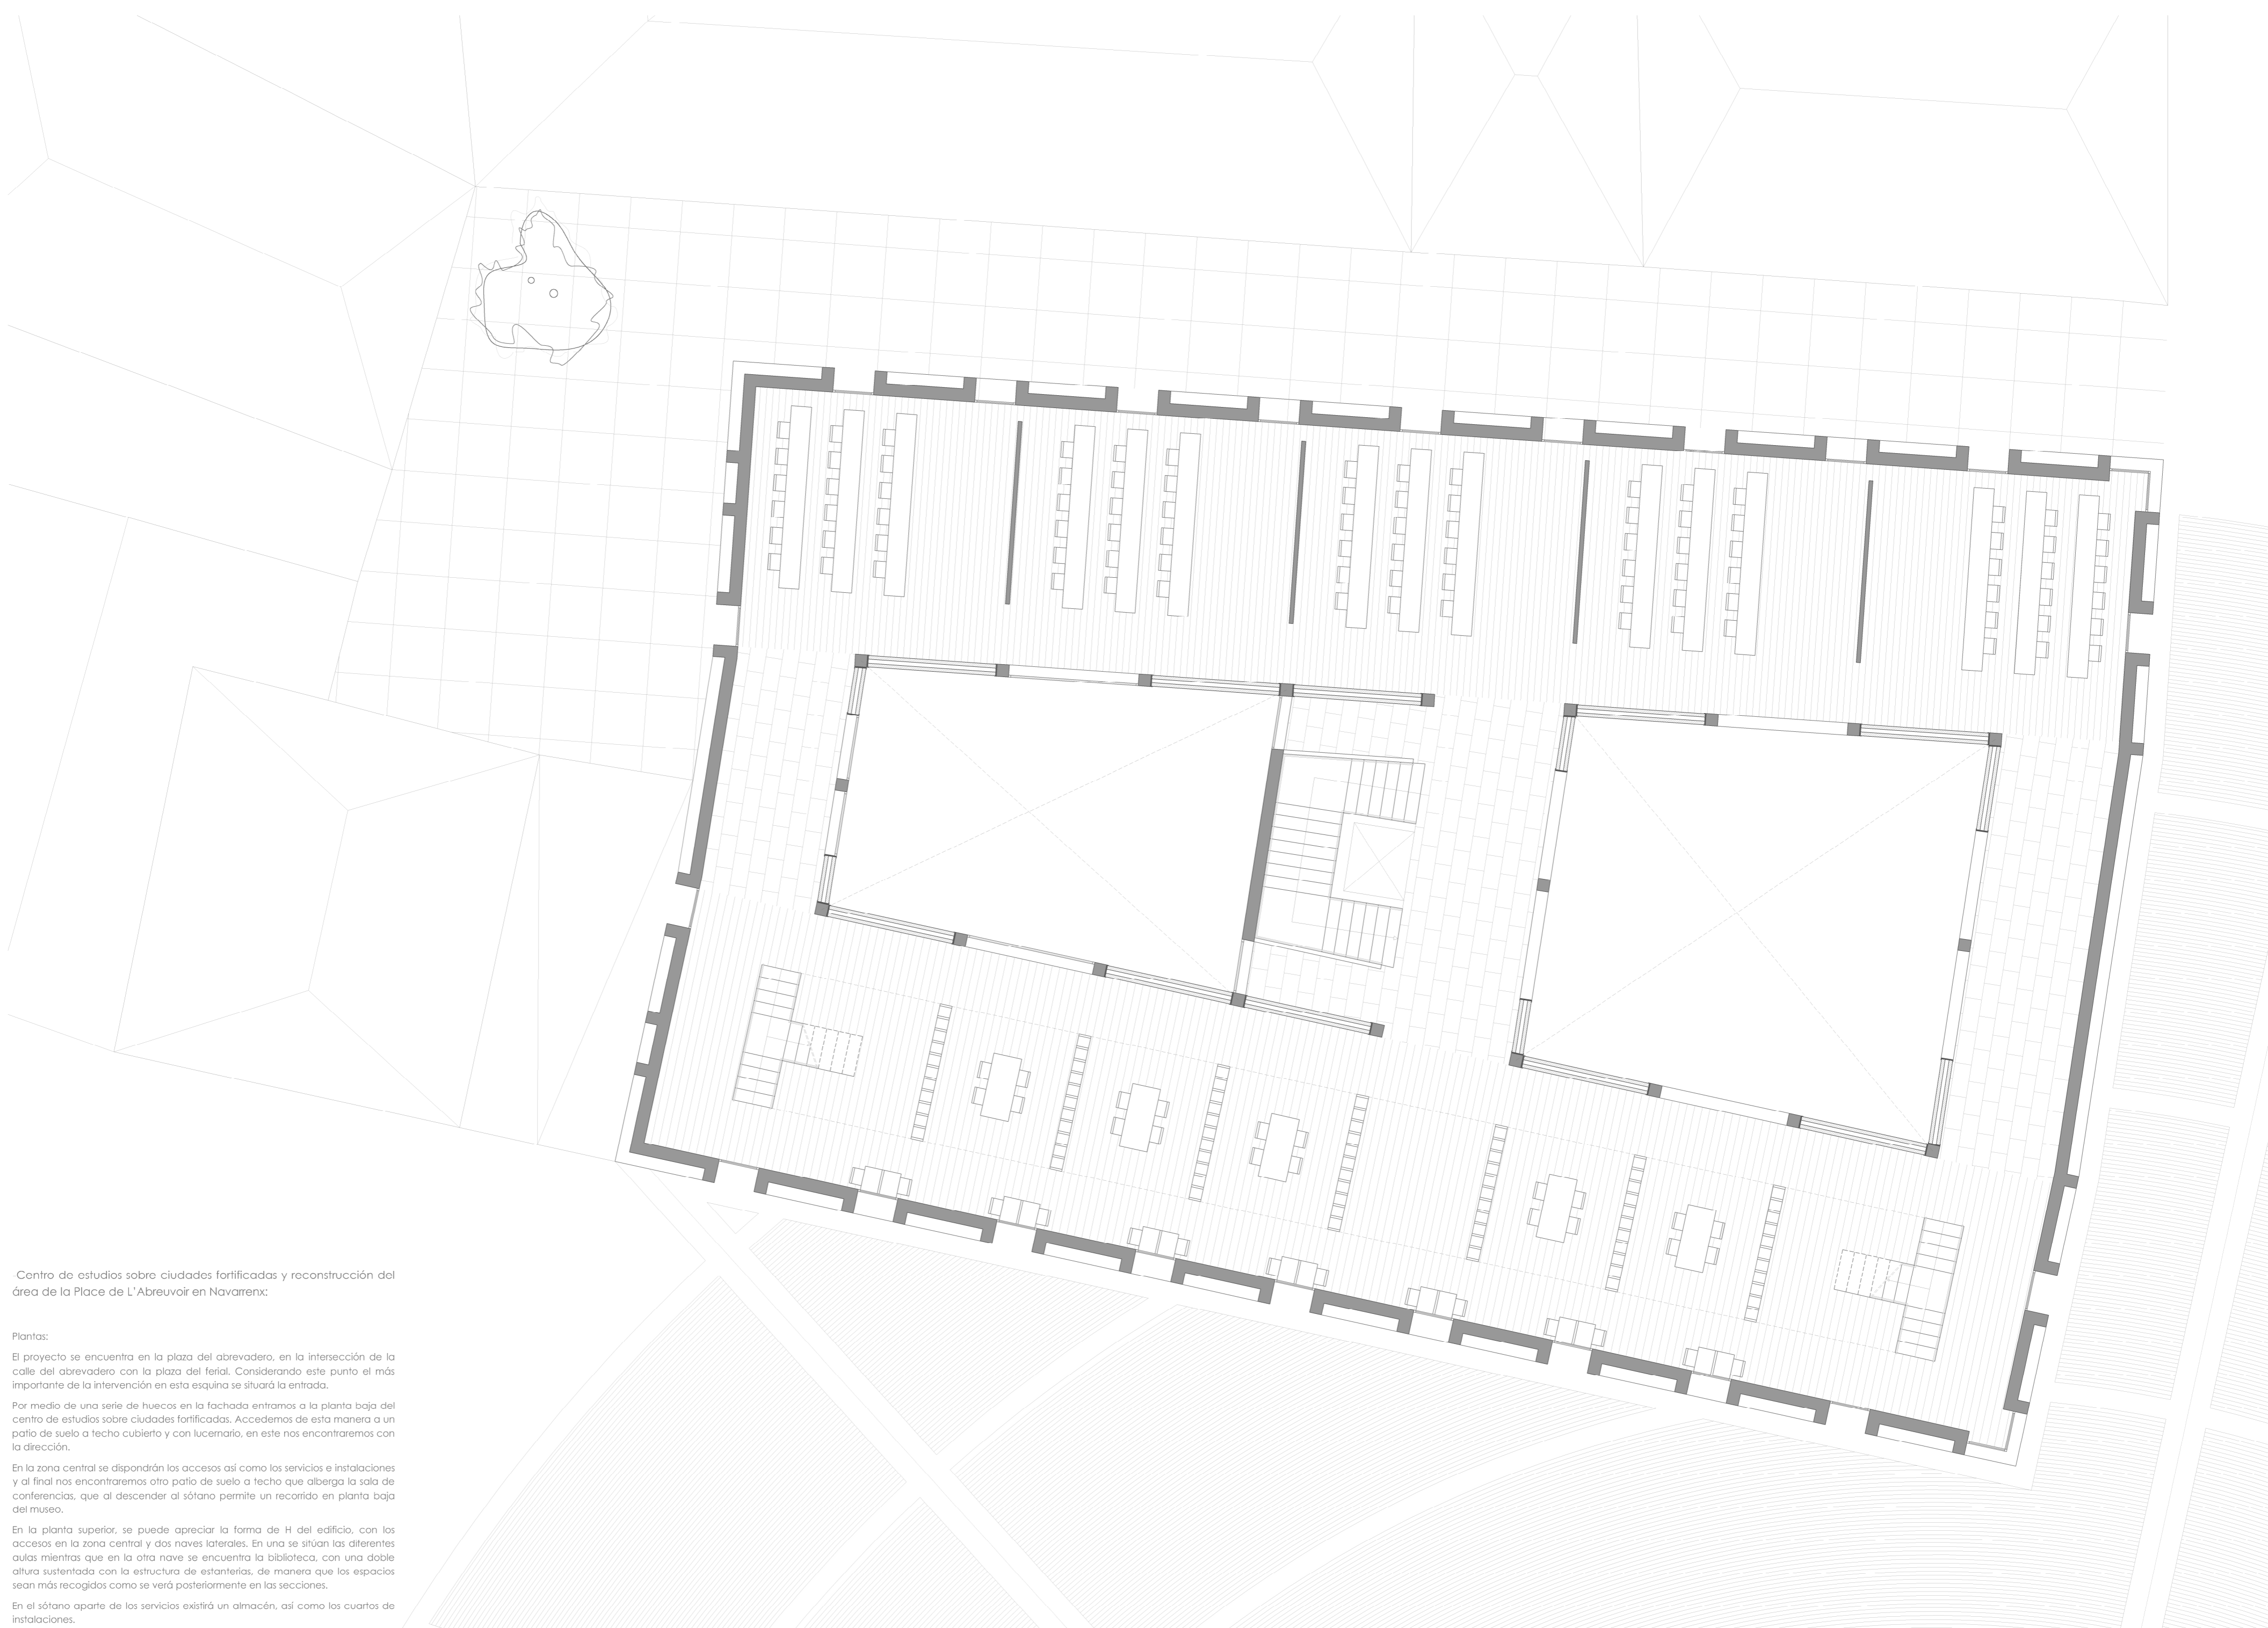 Centro de estudios sobre ciudades fortificadas y reconstrucción del
área de la Place de L'Abreuvoir en Navarrenx:
Plantas:
El proyecto se encuentra en la plaza del abrevadero, en la intersección de la
calle del abrevadero con la plaza del ferial. Considerando este punto el más
importante de la intervención en esta esquina se situará la entrada.
Por medio de una serie de huecos en la fachada entramos a la planta baja del
centro de estudios sobre ciudades fortificadas. Accedemos de esta manera a un
patio de suelo a techo cubierto y con lucernario, en este nos encontraremos con
la dirección.
En la zona central se dispondrán los accesos así como los servicios e instalaciones
y al final nos encontraremos otro patio de suelo a techo que alberga la sala de
conferencias, que al descender al sótano permite un recorrido en planta baja
del museo.
En la planta superior, se puede apreciar la forma de H del edificio, con los
accesos en la zona central y dos naves laterales. En una se sitúan las diferentes
aulas mientras que en la otra nave se encuentra la biblioteca, con una doble
altura sustentada con la estructura de estanterias, de manera que los espacios
sean más recogidos como se verá posteriormente en las secciones.
En el sótano aparte de los servicios existirá un almacén, así como los cuartos de
instalaciones.